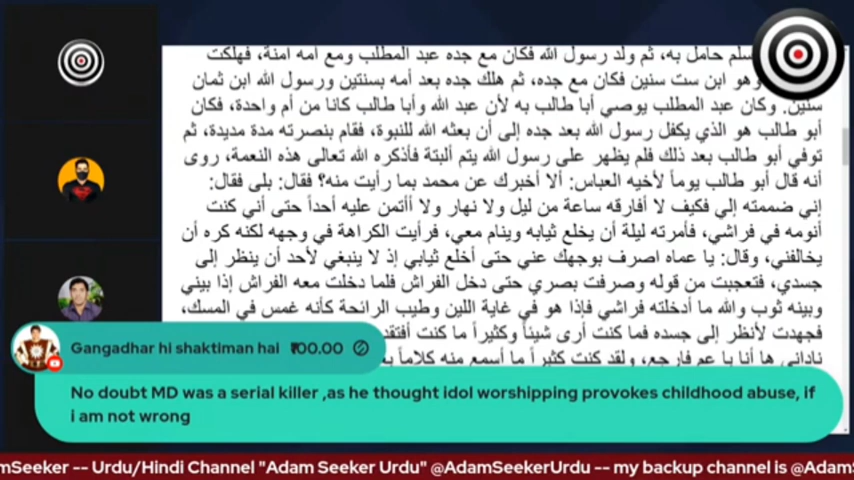 سلم حامل به، ثم ولد رسول الله فكان مع جده عبد المطلب ومع أمه آمنة، فهلكت
وهو ابن ست سنين فكان مع جده، ثم هلك جده بعد أمه بسنتين ورسول الله ابن ثمان
سنين. وكان عبد المطلب يوصي أبا طالب به لأن عبد الله وأبا طالب كانا من أم واحدة، فكان
أبو طالب هو الذي يكفل رسول الله بعد جده إلى أن بعثه الله للنبوة، فقام بنصرته مدة مديدة، ثم
توفي أبو طالب بعد ذلك فلم يظهر على رسول الله يتم ألبتة فأذكره الله تعالى هذه النعمة، روى
أنه قال أبو طالب يوماً لأخيه العباس: ألا أخبرك عن محمد بما رأيت منه؟ فقال: بلى فقال:
إني ضممته إلي فكيف لا أفارقه ساعة من ليل ولا نهار ولا أأتمن عليه أحداً حتى أني كنت
أنومه في فراشي، فأمرته ليلة أن يخلع ثيابه وينام معي، فرأيت الكراهة في وجهه لكنه كره أن
يخالفني، وقال: يا عماه اصرف بوجهك عني حتى أخلع ثيابي إذ لا ينبغي لأحد أن ينظر إلى
جسدي، فتعجبت من قوله وصرفت بصري حتى دخل الفراش فلما دخلت معه الفراش إذا بيني
وبينه ثوب والله ما أدخلته فراشي فإذا هو في غاية اللين وطيب الرائحة كأنه غمس في المسك،
فجهدت لأنظر إلى جسده فما كنت أرى شيئاً وكثيراً ما كنت أفتقد
ناداني ها أنا يا عم فارجع، ولقد كنت كثيراً ما أسمع منه كلاماً
Gangadhar hi shaktiman hai ₹100.00
No doubt MD was a serial killer ,as he thought idol worshipping provokes childhood abuse, if
i am not wrong
amSeeker -- Urdu/Hindi Channel "Adam Seeker Urdu" @AdamSeekerUrdu -- my backup channel is @AdamS